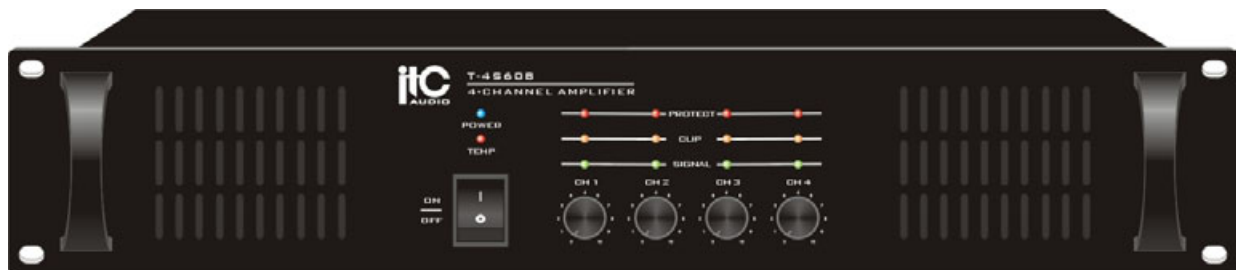 itc
AUDIO
T-4S60B
4-CHANNEL AMPLIFIER
POWER
TEMP
PROTECT
CLIP
SIGNAL
CH 1 CH 2 CH 3 CH 4
ON
OFF